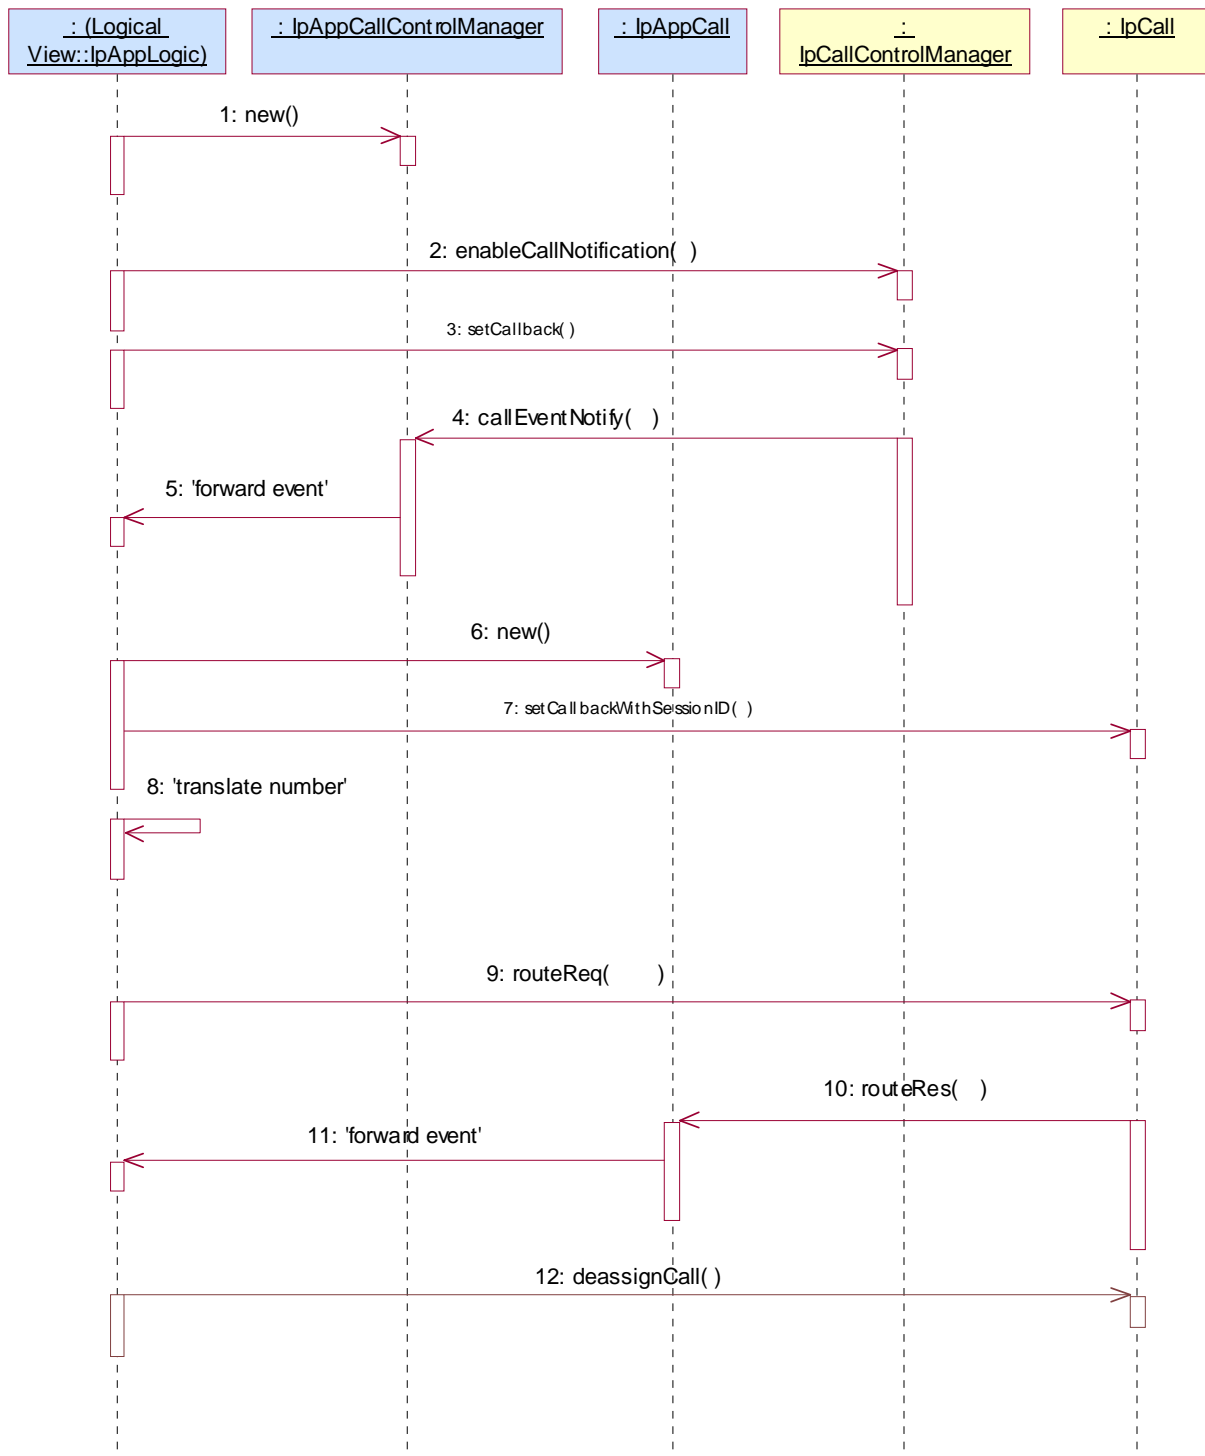 : (Logical
View::IpAppLogic)
: IpAppCallControlManager
: IpAppCall
:
IpCallControlManager
: IpCall
1: new()
2: enableCallNotification( )
3: setCallback( )
4: callEventNotify( )
5: 'forward event'
6: new()
7: setCallbackWithSessionID( )
8: 'translate number'
9: routeReq( )
10: routeRes( )
11: 'forward event'
12: deassignCall( )